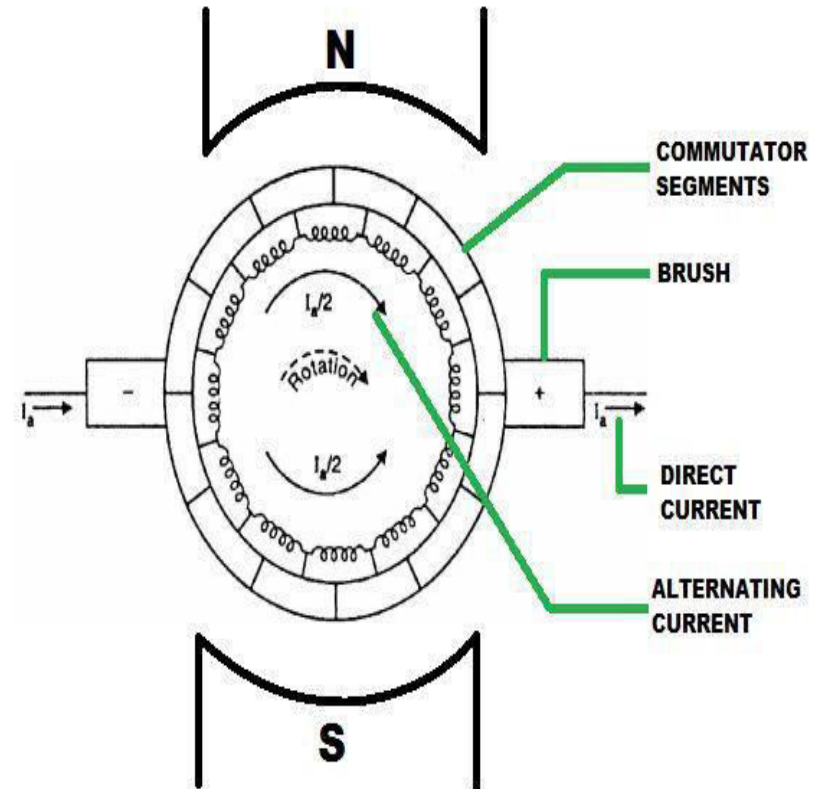 N
COMMUTATOR
SEGMENTS
BRUSH
Iₐ/2
Rotation
−
+
Iₐ
Iₐ
Iₐ/2
DIRECT
CURRENT
ALTERNATING
CURRENT
S